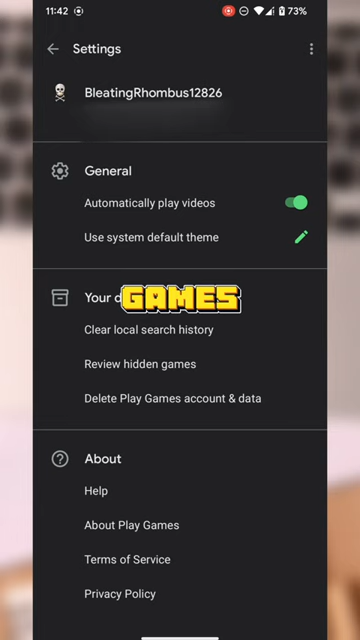 11:42
73%
Settings
BleatingRhombus12826
General
Automatically play videos
Use system default theme
Your d
GAMES
Clear local search history
Review hidden games
Delete Play Games account & data
About
Help
About Play Games
Terms of Service
Privacy Policy